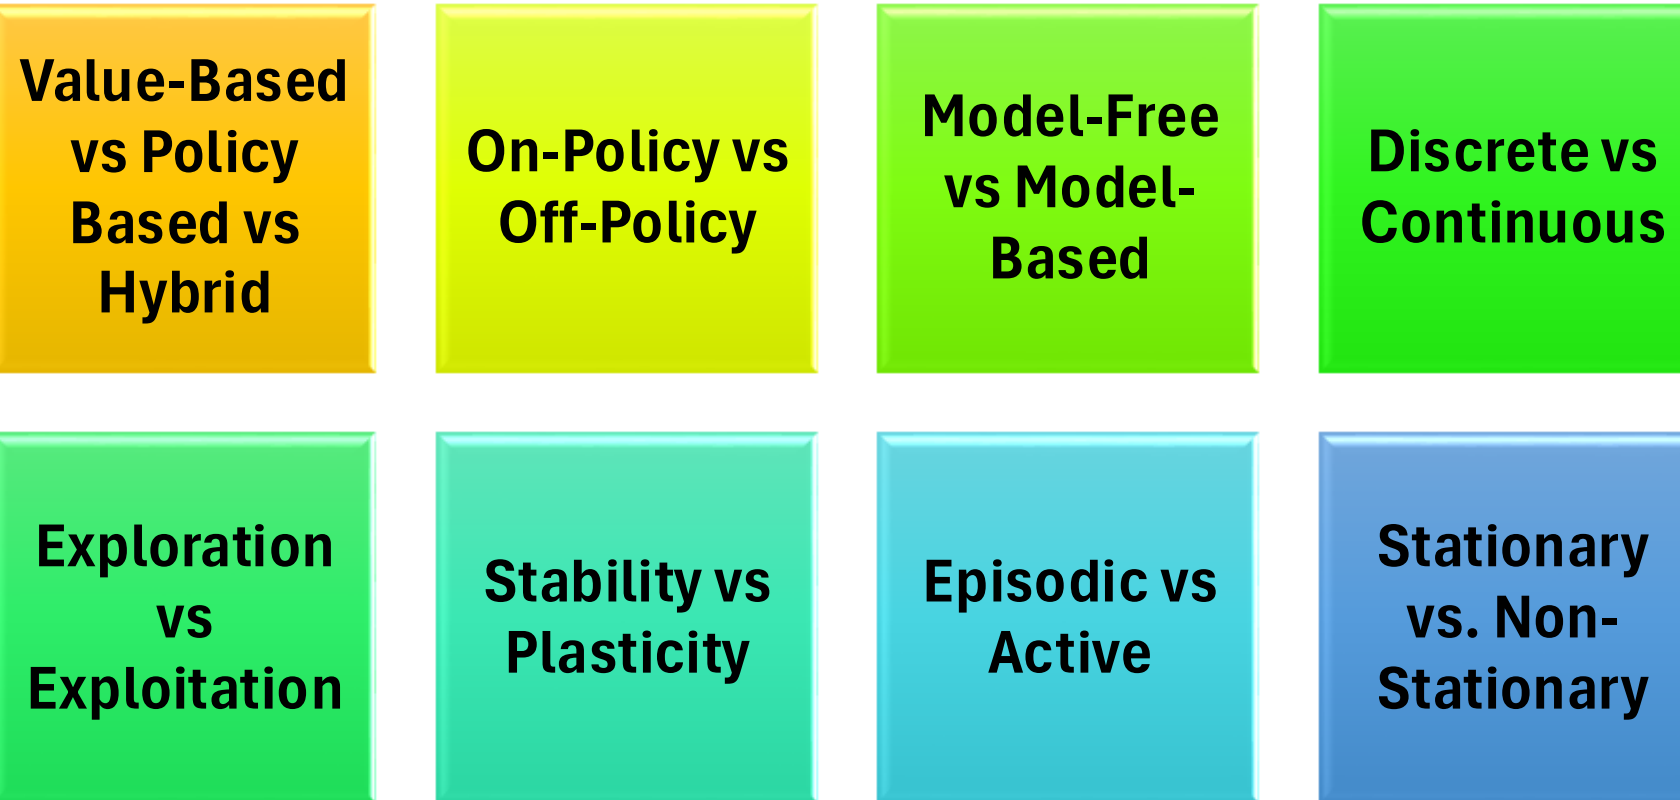 Value-Based
vs Policy
Based vs
Hybrid
On-Policy vs
Off-Policy
Model-Free
vs Model-
Based
Discrete vs
Continuous
Exploration
vs
Exploitation
Stability vs
Plasticity
Episodic vs
Active
Stationary
vs. Non-
Stationary